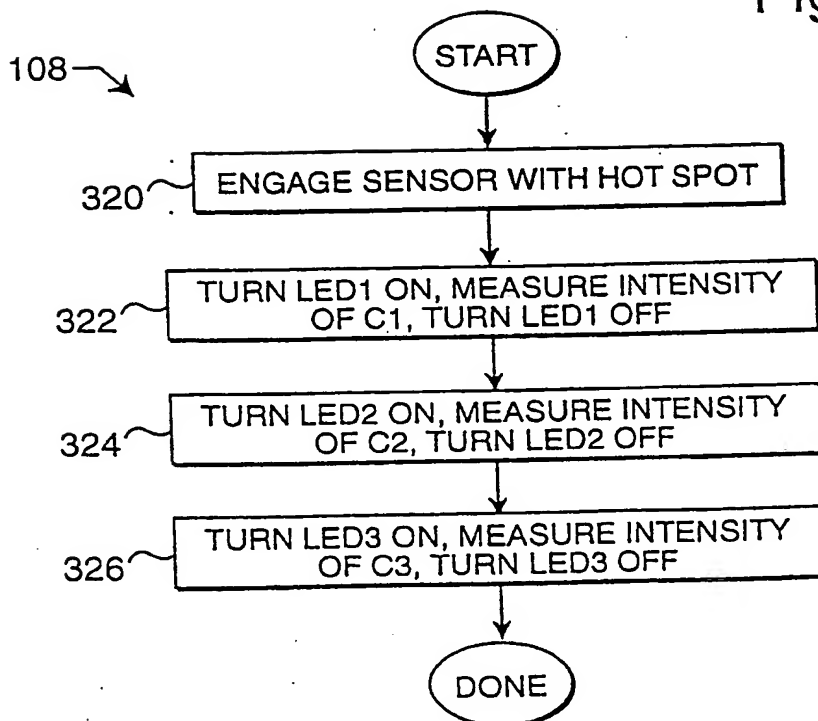 START
108
ENGAGE SENSOR WITH HOT SPOT
320
TURN LED1 ON, MEASURE INTENSITY
OF C1, TURN LED1 OFF
322
TURN LED2 ON, MEASURE INTENSITY
OF C2, TURN LED2 OFF
324
TURN LED3 ON, MEASURE INTENSITY
OF C3, TURN LED3 OFF
326
DONE